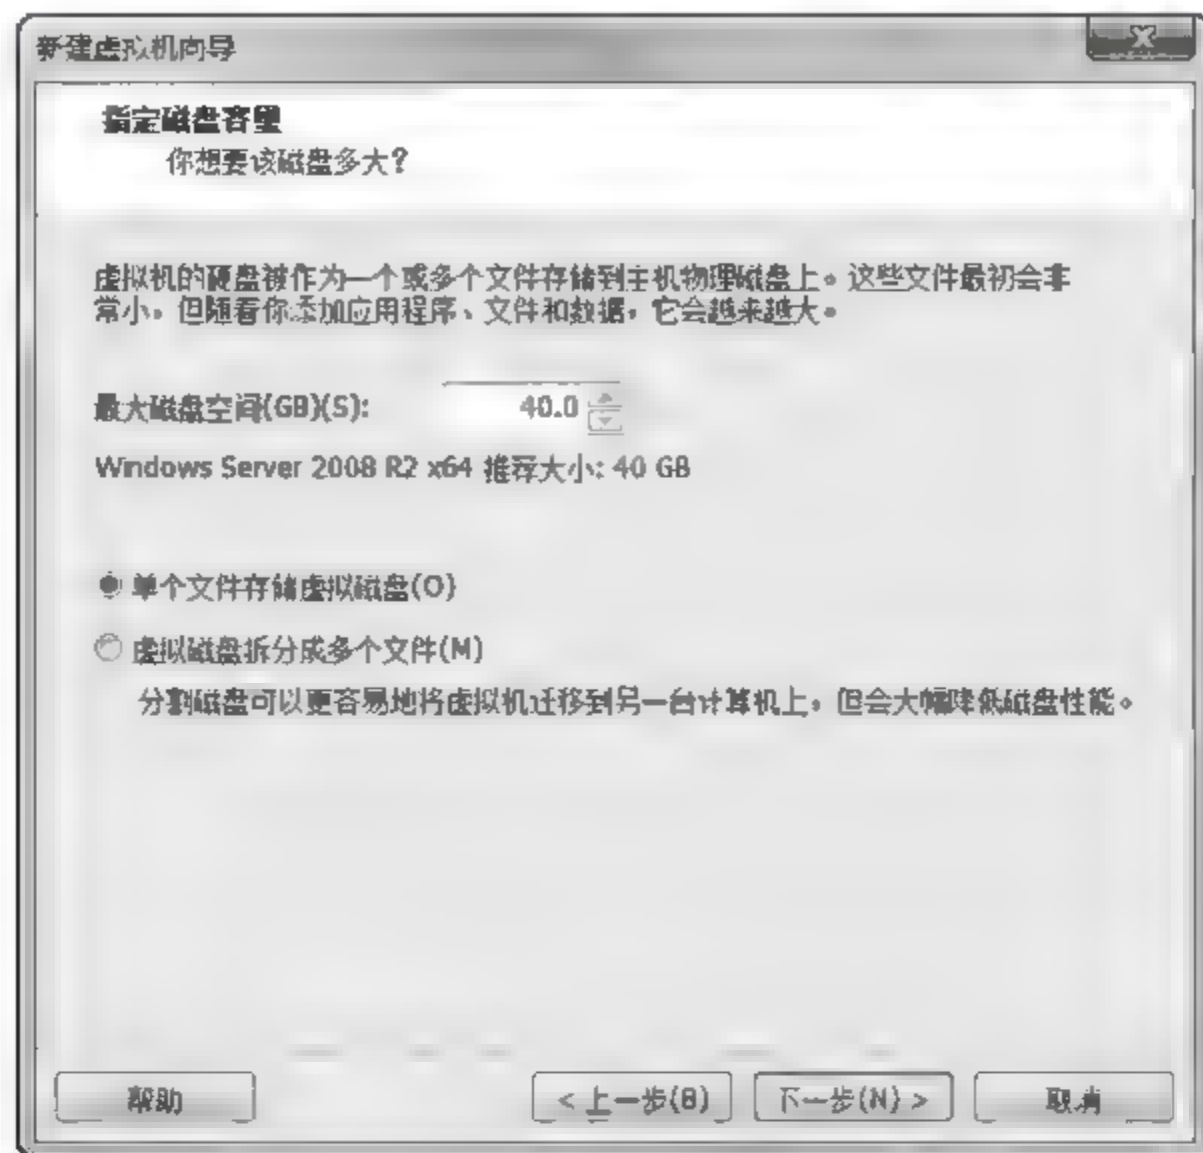 新建虚拟机向导
指定磁盘容量
你想要该磁盘多大?
虚拟机的硬盘被作为一个或多个文件存储到主机物理磁盘上。这些文件最初会非
常小,但随着你添加应用程序、文件和数据,它会越来越大。
最大磁盘空间(GB)(S): 40.0
Windows Server 2008 R2 x64 推荐大小: 40 GB
单个文件存储虚拟磁盘(O)
虚拟磁盘拆分成多个文件(M)
分割磁盘可以更容易地将虚拟机迁移到另一台计算机上,但会大幅降低磁盘性能。
帮助 < 上一步(B) 下一步(N) > 取消